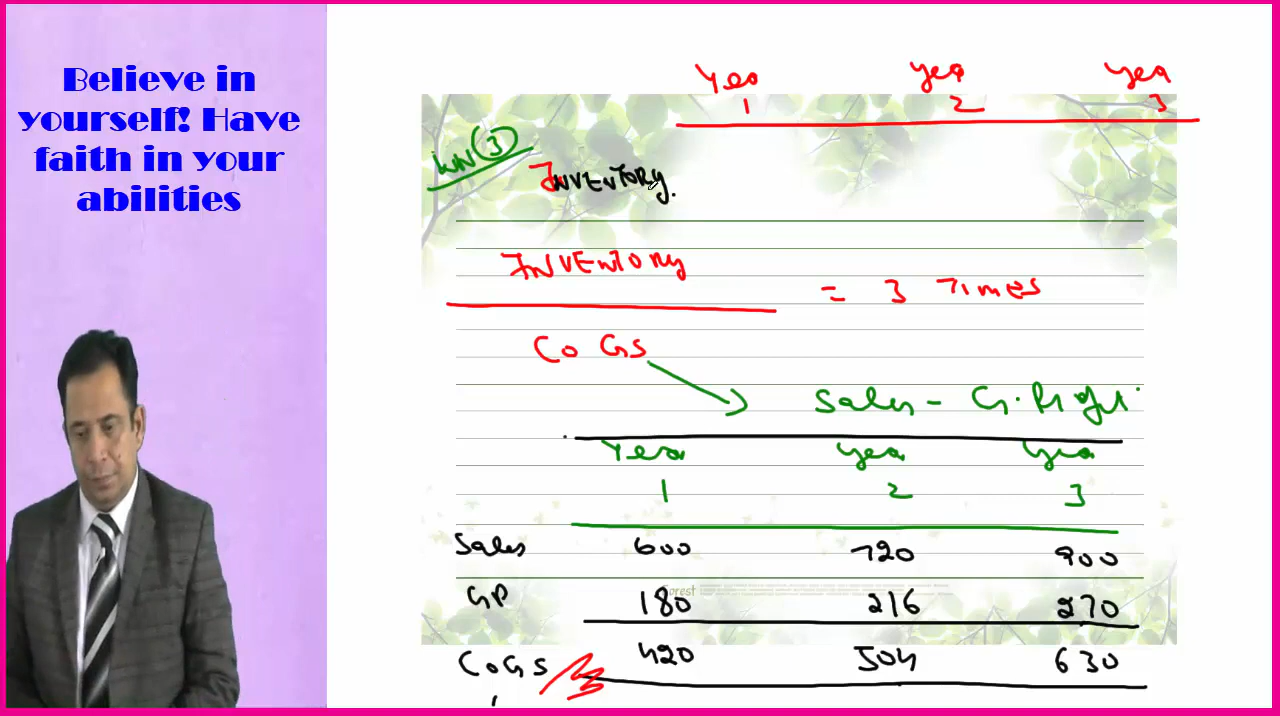 Believe in
yourself! Have
faith in your
abilities
Year Year Year
1 2 3
WN(3)
INVENTORY.
INVENTORY
= 3 Times
COGS
Sales - G. Profit
Year Year Year
1 2 3
Sales 600 720 900
GP 180 216 270
COGS 420 504 630